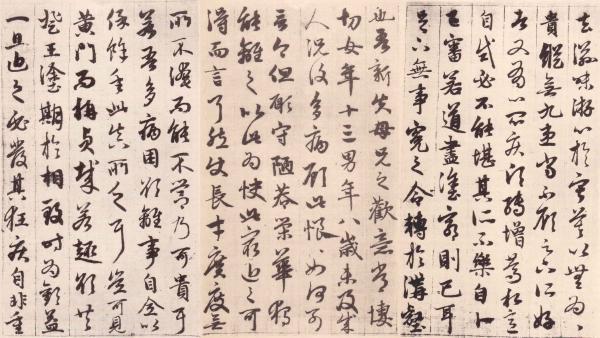 去滋味游心於寂寞以無為為
貴縱無九患尚不顧足下所好
者又有心悶疾頃轉增篤私意
自試必不能堪其所不樂自卜
已審若道盡塗窮則已耳
足下無事冤之令轉於溝壑
也吾新失母兄之歡意常悽
切女年十三男年八歲未及成
人況復多病顧此恨恨如何可
言今但願守陋巷榮華獨
能離之以此為快此最近之可
得而言耳然使長才廣度無
所不淹而能不營乃可貴耳
若吾多病困欲離事自全以
保餘年此真所乏耳豈可見
黃門而稱貞哉若趣欲共
登王塗期於相致時為歡益
一旦迫之必發其狂疾自非重